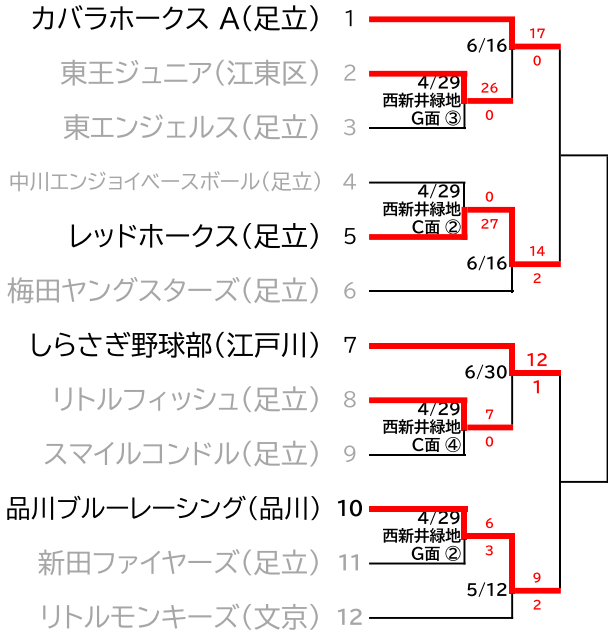 カバラホークス A(足立) 1
東王ジュニア(江東区) 2
東エンジェルス(足立) 3
中川エンジョイベースボール(足立) 4
レッドホークス(足立) 5
梅田ヤングスターズ(足立) 6
しらさぎ野球部(江戸川) 7
リトルフィッシュ(足立) 8
スマイルコンドル(足立) 9
品川ブルーレーシング(品川) 10
新田ファイヤーズ(足立) 11
リトルモンキーズ(文京) 12
6/16
17
0
4/29
西新井緑地
G面 ③
26
0
4/29
西新井緑地
C面 ②
0
27
6/16
14
2
6/30
12
1
4/29
西新井緑地
C面 ④
7
0
4/29
西新井緑地
G面 ②
6
3
5/12
9
2